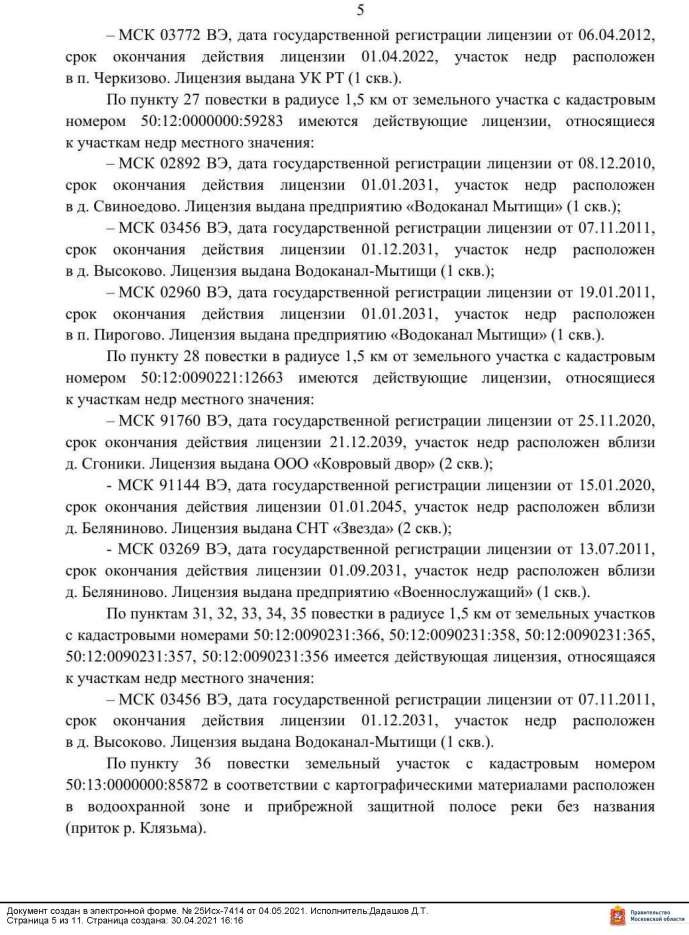 5
– МСК 03772 ВЭ, дата государственной регистрации лицензии от 06.04.2012,
срок окончания действия лицензии 01.04.2022, участок недр расположен
в п. Черкизово. Лицензия выдана УК РТ (1 скв.).
По пункту 27 повестки в радиусе 1,5 км от земельного участка с кадастровым
номером 50:12:0000000:59283 имеются действующие лицензии, относящиеся
к участкам недр местного значения:
– МСК 02892 ВЭ, дата государственной регистрации лицензии от 08.12.2010,
срок окончания действия лицензии 01.01.2031, участок недр расположен
в д. Свиноедово. Лицензия выдана предприятию «Водоканал Мытищи» (1 скв.);
– МСК 03456 ВЭ, дата государственной регистрации лицензии от 07.11.2011,
срок окончания действия лицензии 01.12.2031, участок недр расположен
в д. Высоково. Лицензия выдана Водоканал-Мытищи (1 скв.);
– МСК 02960 ВЭ, дата государственной регистрации лицензии от 19.01.2011,
срок окончания действия лицензии 01.01.2031, участок недр расположен
в п. Пирогово. Лицензия выдана предприятию «Водоканал Мытищи» (1 скв.).
По пункту 28 повестки в радиусе 1,5 км от земельного участка с кадастровым
номером 50:12:0090221:12663 имеются действующие лицензии, относящиеся
к участкам недр местного значения:
– МСК 91760 ВЭ, дата государственной регистрации лицензии от 25.11.2020,
срок окончания действия лицензии 21.12.2039, участок недр расположен вблизи
д. Сгоники. Лицензия выдана ООО «Ковровый двор» (2 скв.);
- МСК 91144 ВЭ, дата государственной регистрации лицензии от 15.01.2020,
срок окончания действия лицензии 01.01.2045, участок недр расположен вблизи
д. Беляниново. Лицензия выдана СНТ «Звезда» (2 скв.);
- МСК 03269 ВЭ, дата государственной регистрации лицензии от 13.07.2011,
срок окончания действия лицензии 01.09.2031, участок недр расположен вблизи
д. Беляниново. Лицензия выдана предприятию «Военнослужащий» (1 скв.).
По пунктам 31, 32, 33, 34, 35 повестки в радиусе 1,5 км от земельных участков
с кадастровыми номерами 50:12:0090231:366, 50:12:0090231:358, 50:12:0090231:365,
50:12:0090231:357, 50:12:0090231:356 имеется действующая лицензия, относящаяся
к участкам недр местного значения:
– МСК 03456 ВЭ, дата государственной регистрации лицензии от 07.11.2011,
срок окончания действия лицензии 01.12.2031, участок недр расположен
в д. Высоково. Лицензия выдана Водоканал-Мытищи (1 скв.).
По пункту 36 повестки земельный участок с кадастровым номером
50:13:0000000:85872 в соответствии с картографическими материалами расположен
в водоохранной зоне и прибрежной защитной полосе реки без названия
(приток р. Клязьма).
Документ создан в электронной форме. № 25Исх-7414 от 04.05.2021. Исполнитель:Дадашов Д.Т.
Страница 5 из 11. Страница создана: 30.04.2021 16:16
Правительство
Московской области